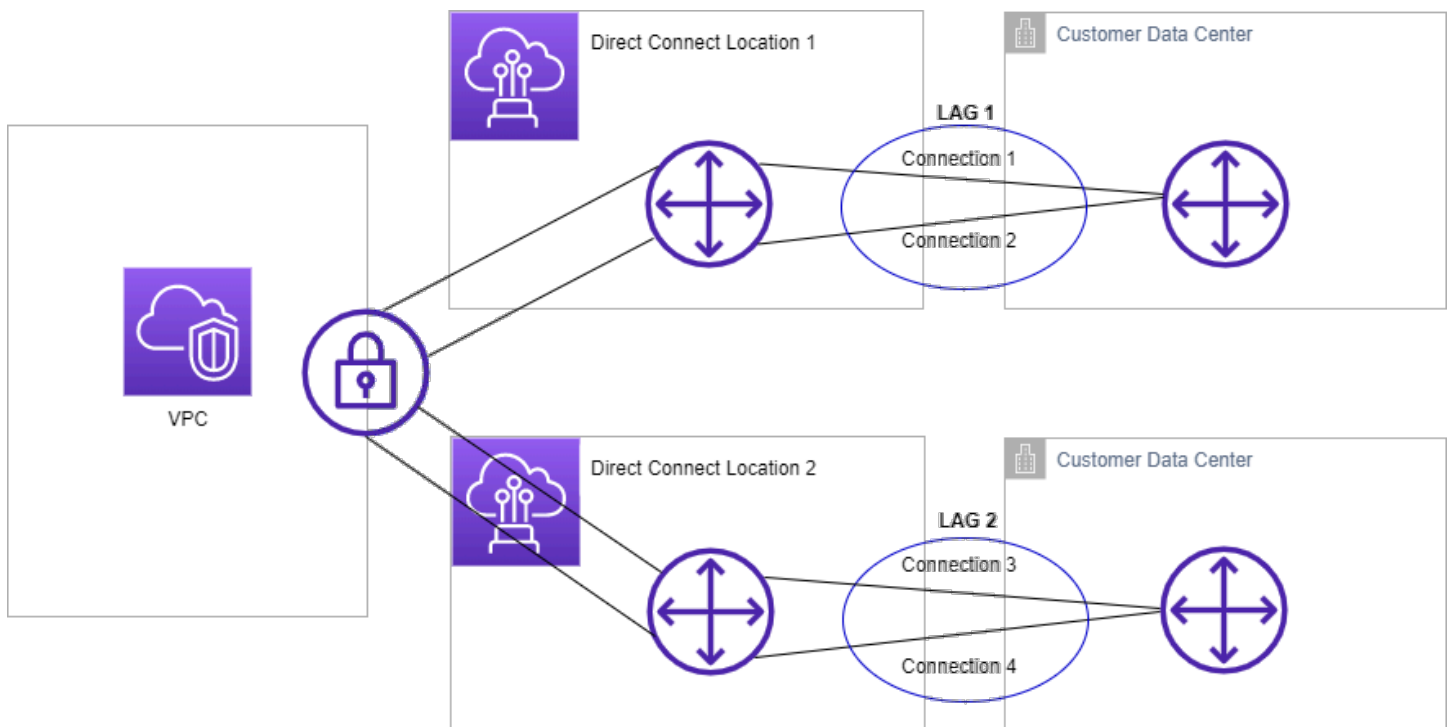 Direct Connect Location 1
Customer Data Center
LAG 1
Connection 1
Connection 2
VPC
Direct Connect Location 2
Customer Data Center
LAG 2
Connection 3
Connection 4